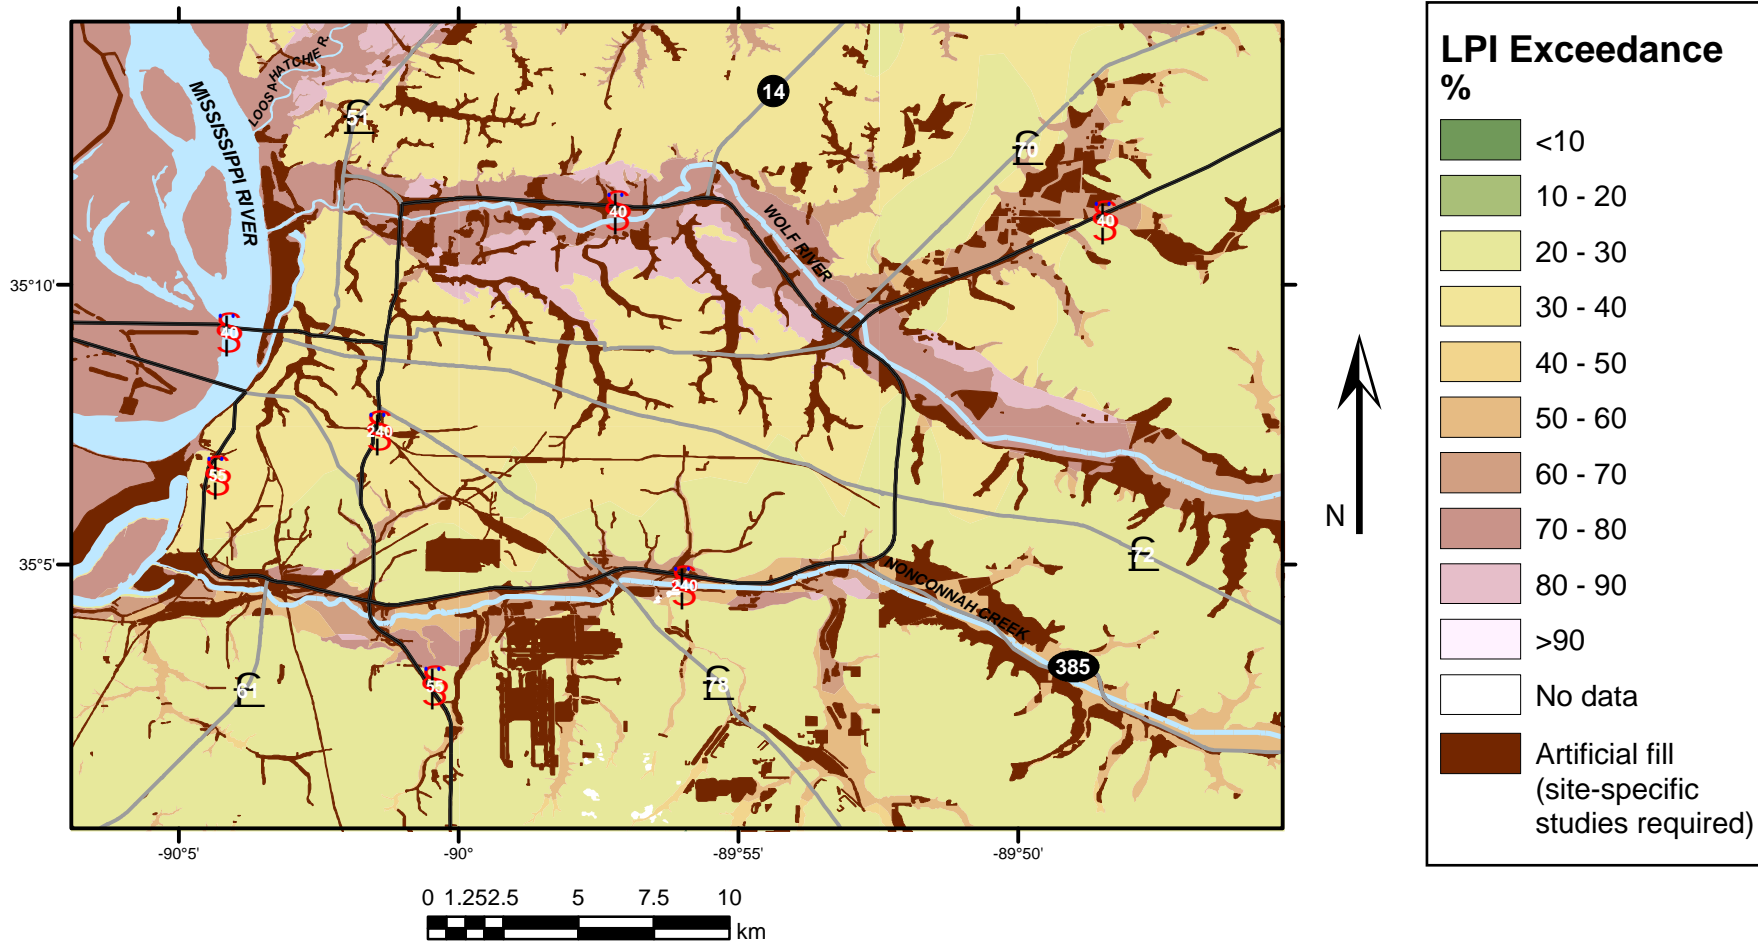 LPI Exceedance
%
<10
10 - 20
20 - 30
30 - 40
40 - 50
50 - 60
60 - 70
70 - 80
80 - 90
>90
No data
Artificial fill
(site-specific
studies required)
MISSISSIPPI RIVER
LOOSAHATCHIE R.
51
14
70
40
40
WOLF RIVER
35°10'
40
240
55
N
35°5'
72
240
NONCONNAH CREEK
385
61
55
78
-90°5'
-90°
-89°55'
-89°50'
0 1.252.5 5 7.5 10
km